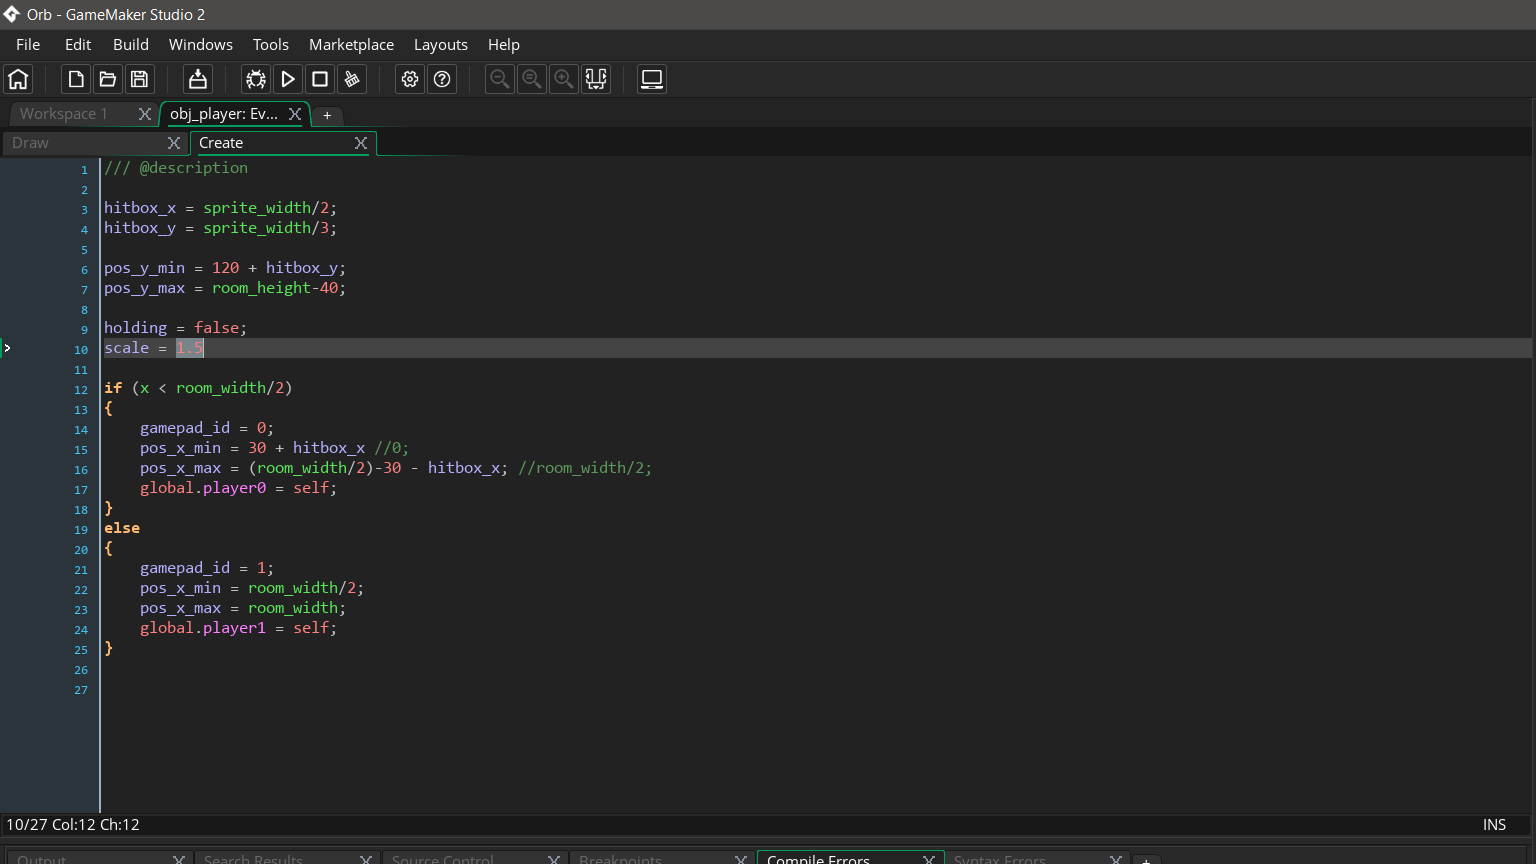 Orb - GameMaker Studio 2
File Edit Build Windows Tools Marketplace Layouts Help
Workspace 1 obj_player: Ev... +
Draw Create
1 /// @description
2
3 hitbox_x = sprite_width/2;
4 hitbox_y = sprite_width/3;
5
6 pos_y_min = 120 + hitbox_y;
7 pos_y_max = room_height-40;
8
9 holding = false;
10 scale = 1.5
11
12 if (x < room_width/2)
13 {
14 gamepad_id = 0;
15 pos_x_min = 30 + hitbox_x //0;
16 pos_x_max = (room_width/2)-30 - hitbox_x; //room_width/2;
17 global.player0 = self;
18 }
19 else
20 {
21 gamepad_id = 1;
22 pos_x_min = room_width/2;
23 pos_x_max = room_width;
24 global.player1 = self;
25 }
26
27
10/27 Col:12 Ch:12 INS
Output Search Results Source Control Breakpoints Compile Errors Syntax Errors +